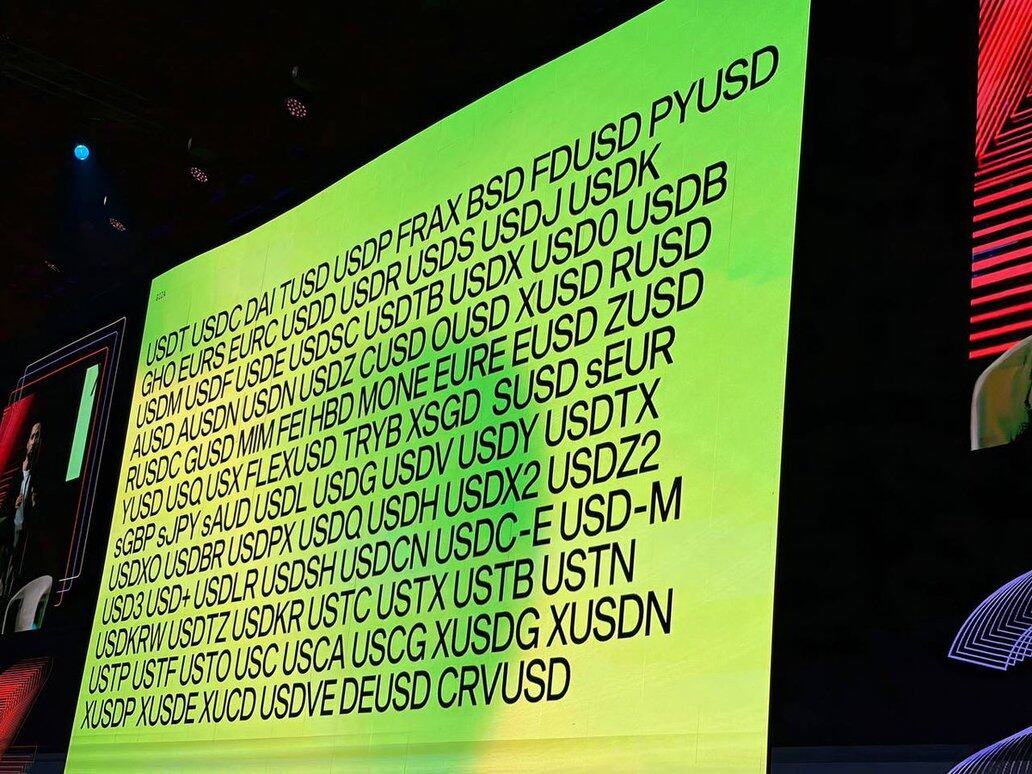 USDT USDC DAI TUSD USDP FRAX BSD FDUSD PYUSD
GHO EURS EURC USDD USDR USDS USDJ USDK
USDM USDF USDE USDSC USDTB USDX USD0 USDB
AUSD AUSDN USDN USDZ CUSD OUSD XUSD RUSD
RUSDC GUSD MIM FEI HBD MONE EURE EUSD ZUSD
YUSD USQ USX FLEXUSD TRYB XSGD SUSD sEUR
sGBP sJPY sAUD USDL USDG USDV USDY USDTX
USDXO USDBR USDPX USDQ USDH USDX2 USDZ2
USD3 USD+ USDLR USDSH USDCN USDC-E USD-M
USDKRW USDTZ USDKR USTC USTX USTB USTN
USTP USTF USTO USC USCA USCG XUSDG XUSDN
XUSDP XUSDE XUCD USDVE DEUSD CRVUSD